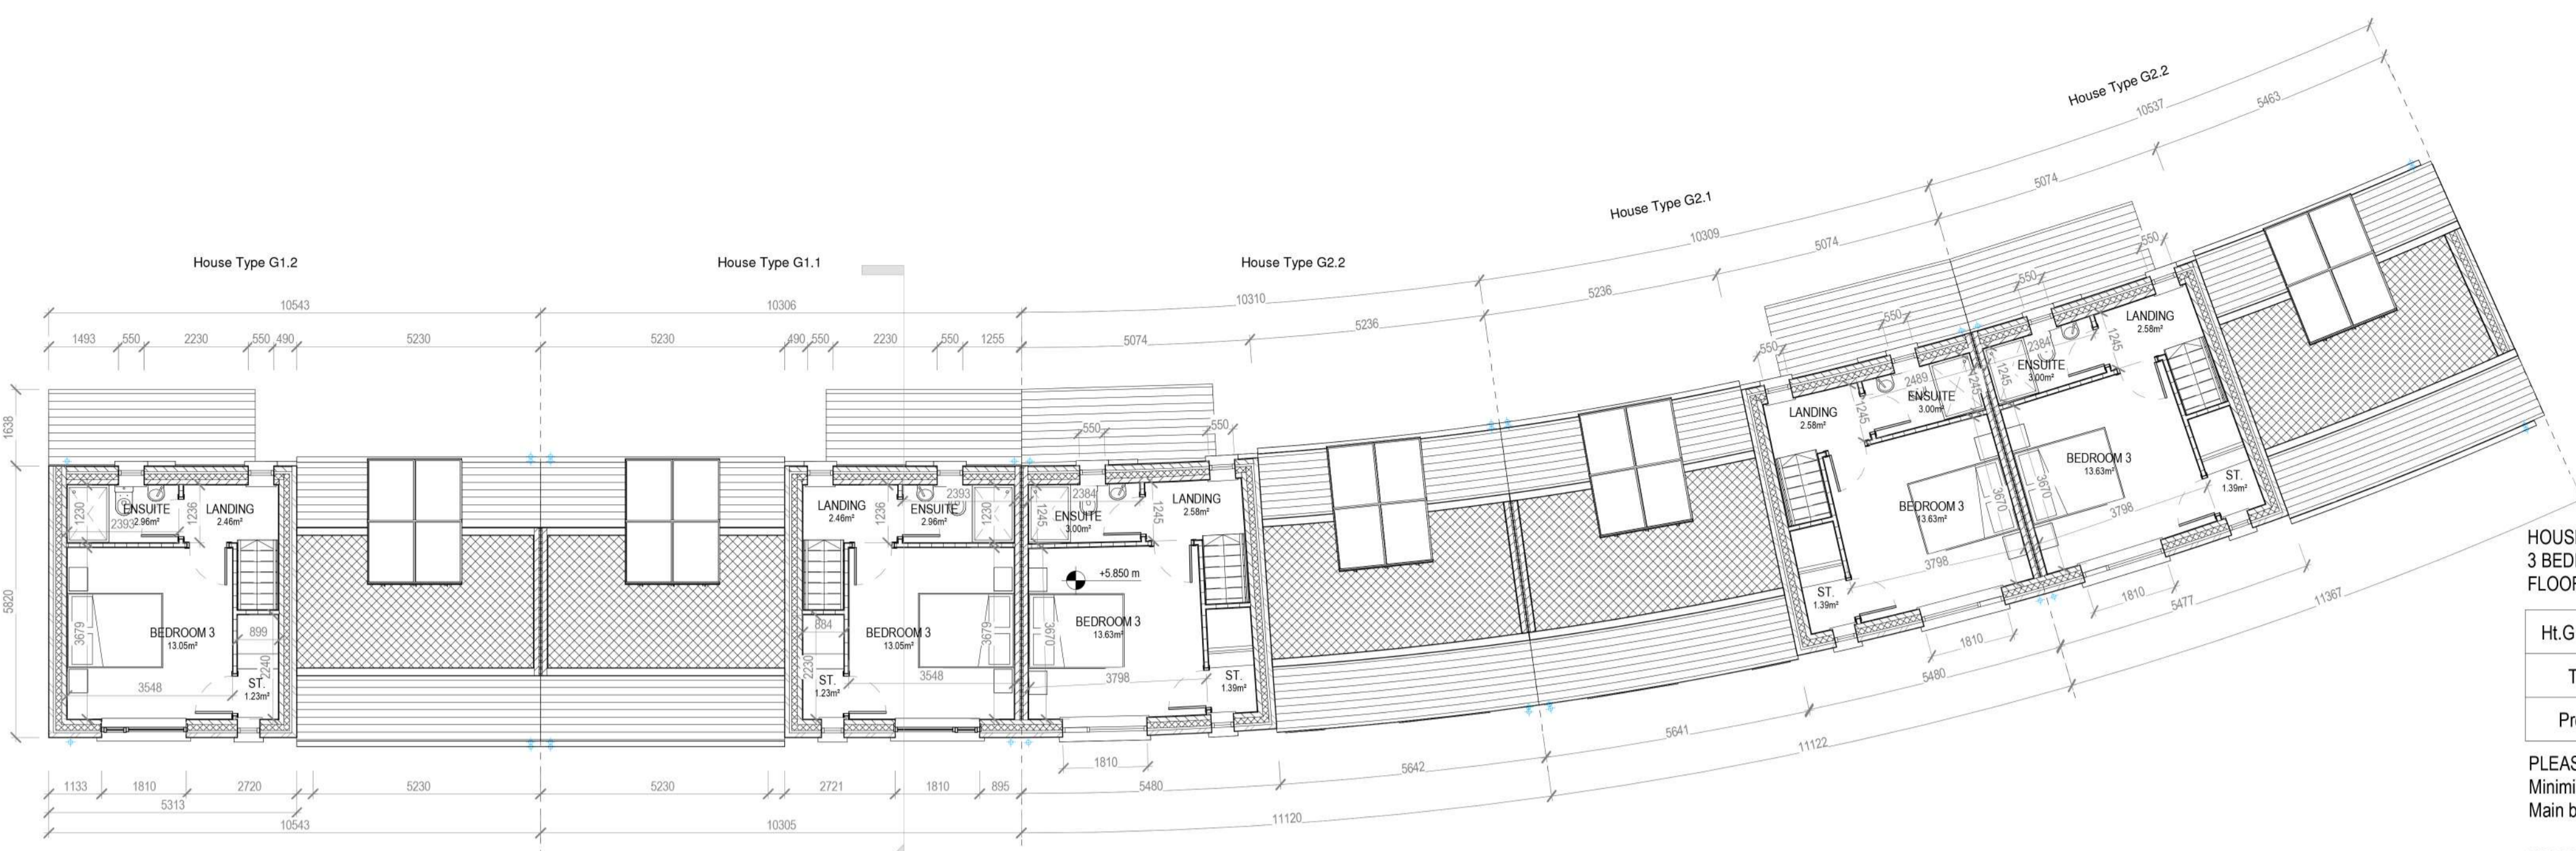 House Type G2.2
10537
5463
House Type G2.1
10309
5074
5074
House Type G1.2
House Type G1.1
House Type G2.2
10543
10306
10310
5236
1493
550
2230
550
490
5230
5230
490
550
2230
550
1255
5074
5236
1638
5820
ENSUITE
2.96m²
1230
2393
1236
LANDING
2.46m²
BEDROOM 3
13.05m²
3679
3548
899
2240
ST.
1.23m²
LANDING
2.46m²
1236
ENSUITE
2.96m²
2393
1230
884
2230
BEDROOM 3
13.05m²
3679
3548
ST.
1.23m²
550
550
2384
1245
ENSUITE
3.00m²
1245
LANDING
2.58m²
+5.850 m
BEDROOM 3
13.63m²
3670
3798
ST.
1.39m²
550
550
LANDING
2.58m²
1245
2489
ENSUITE
3.00m²
1245
BEDROOM 3
13.63m²
3670
3798
ST.
1.39m²
550
550
2384
1245
ENSUITE
3.00m²
1245
LANDING
2.58m²
BEDROOM 3
13.63m²
3670
3798
ST.
1.39m²
1810
1810
5477
5480
11367
1133
1810
2720
5230
5230
2721
1810
895
1810
5480
5642
5641
11122
5313
10543
10305
11120
HOUS
3 BED
FLOOR
Ht.G
T
Pr
PLEAS
Minimi
Main b